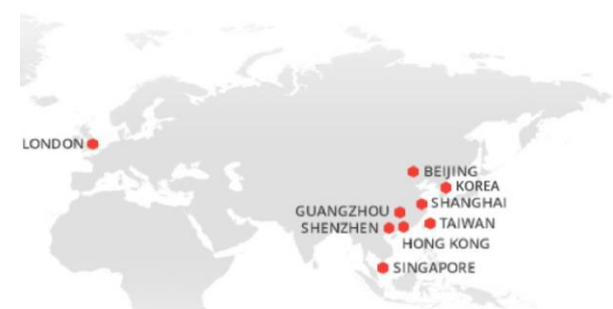 LONDON
BEIJING
KOREA
SHANGHAI
GUANGZHOU
TAIWAN
SHENZHEN
HONG KONG
SINGAPORE